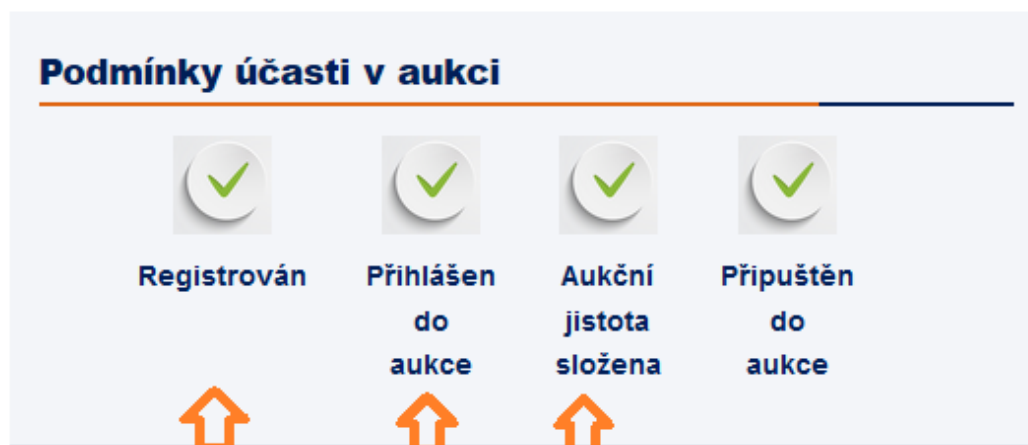 Podmínky účasti v aukci
Registrován
Přihlášen
do
aukce
Aukční
jistota
složena
Připuštěn
do
aukce